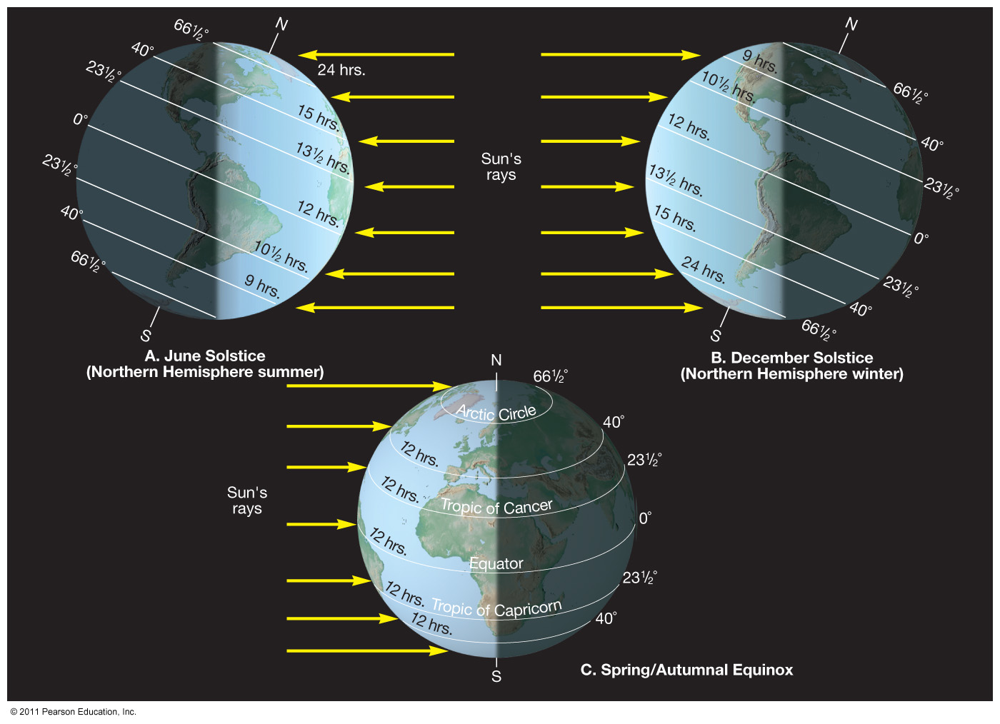 N
66½°
40°
23½°
0°
23½°
40°
66½°
24 hrs.
15 hrs.
13½ hrs.
12 hrs.
10½ hrs.
9 hrs.
S
A. June Solstice
(Northern Hemisphere summer)
Sun's
rays
N
9 hrs.
10½ hrs.
12 hrs.
13½ hrs.
15 hrs.
24 hrs.
66½°
40°
23½°
0°
23½°
40°
66½°
S
B. December Solstice
(Northern Hemisphere winter)
Sun's
rays
N
66½°
Arctic Circle
40°
12 hrs.
23½°
12 hrs.
Tropic of Cancer
0°
12 hrs.
Equator
23½°
12 hrs.
Tropic of Capricorn
40°
12 hrs.
S
C. Spring/Autumnal Equinox
© 2011 Pearson Education, Inc.